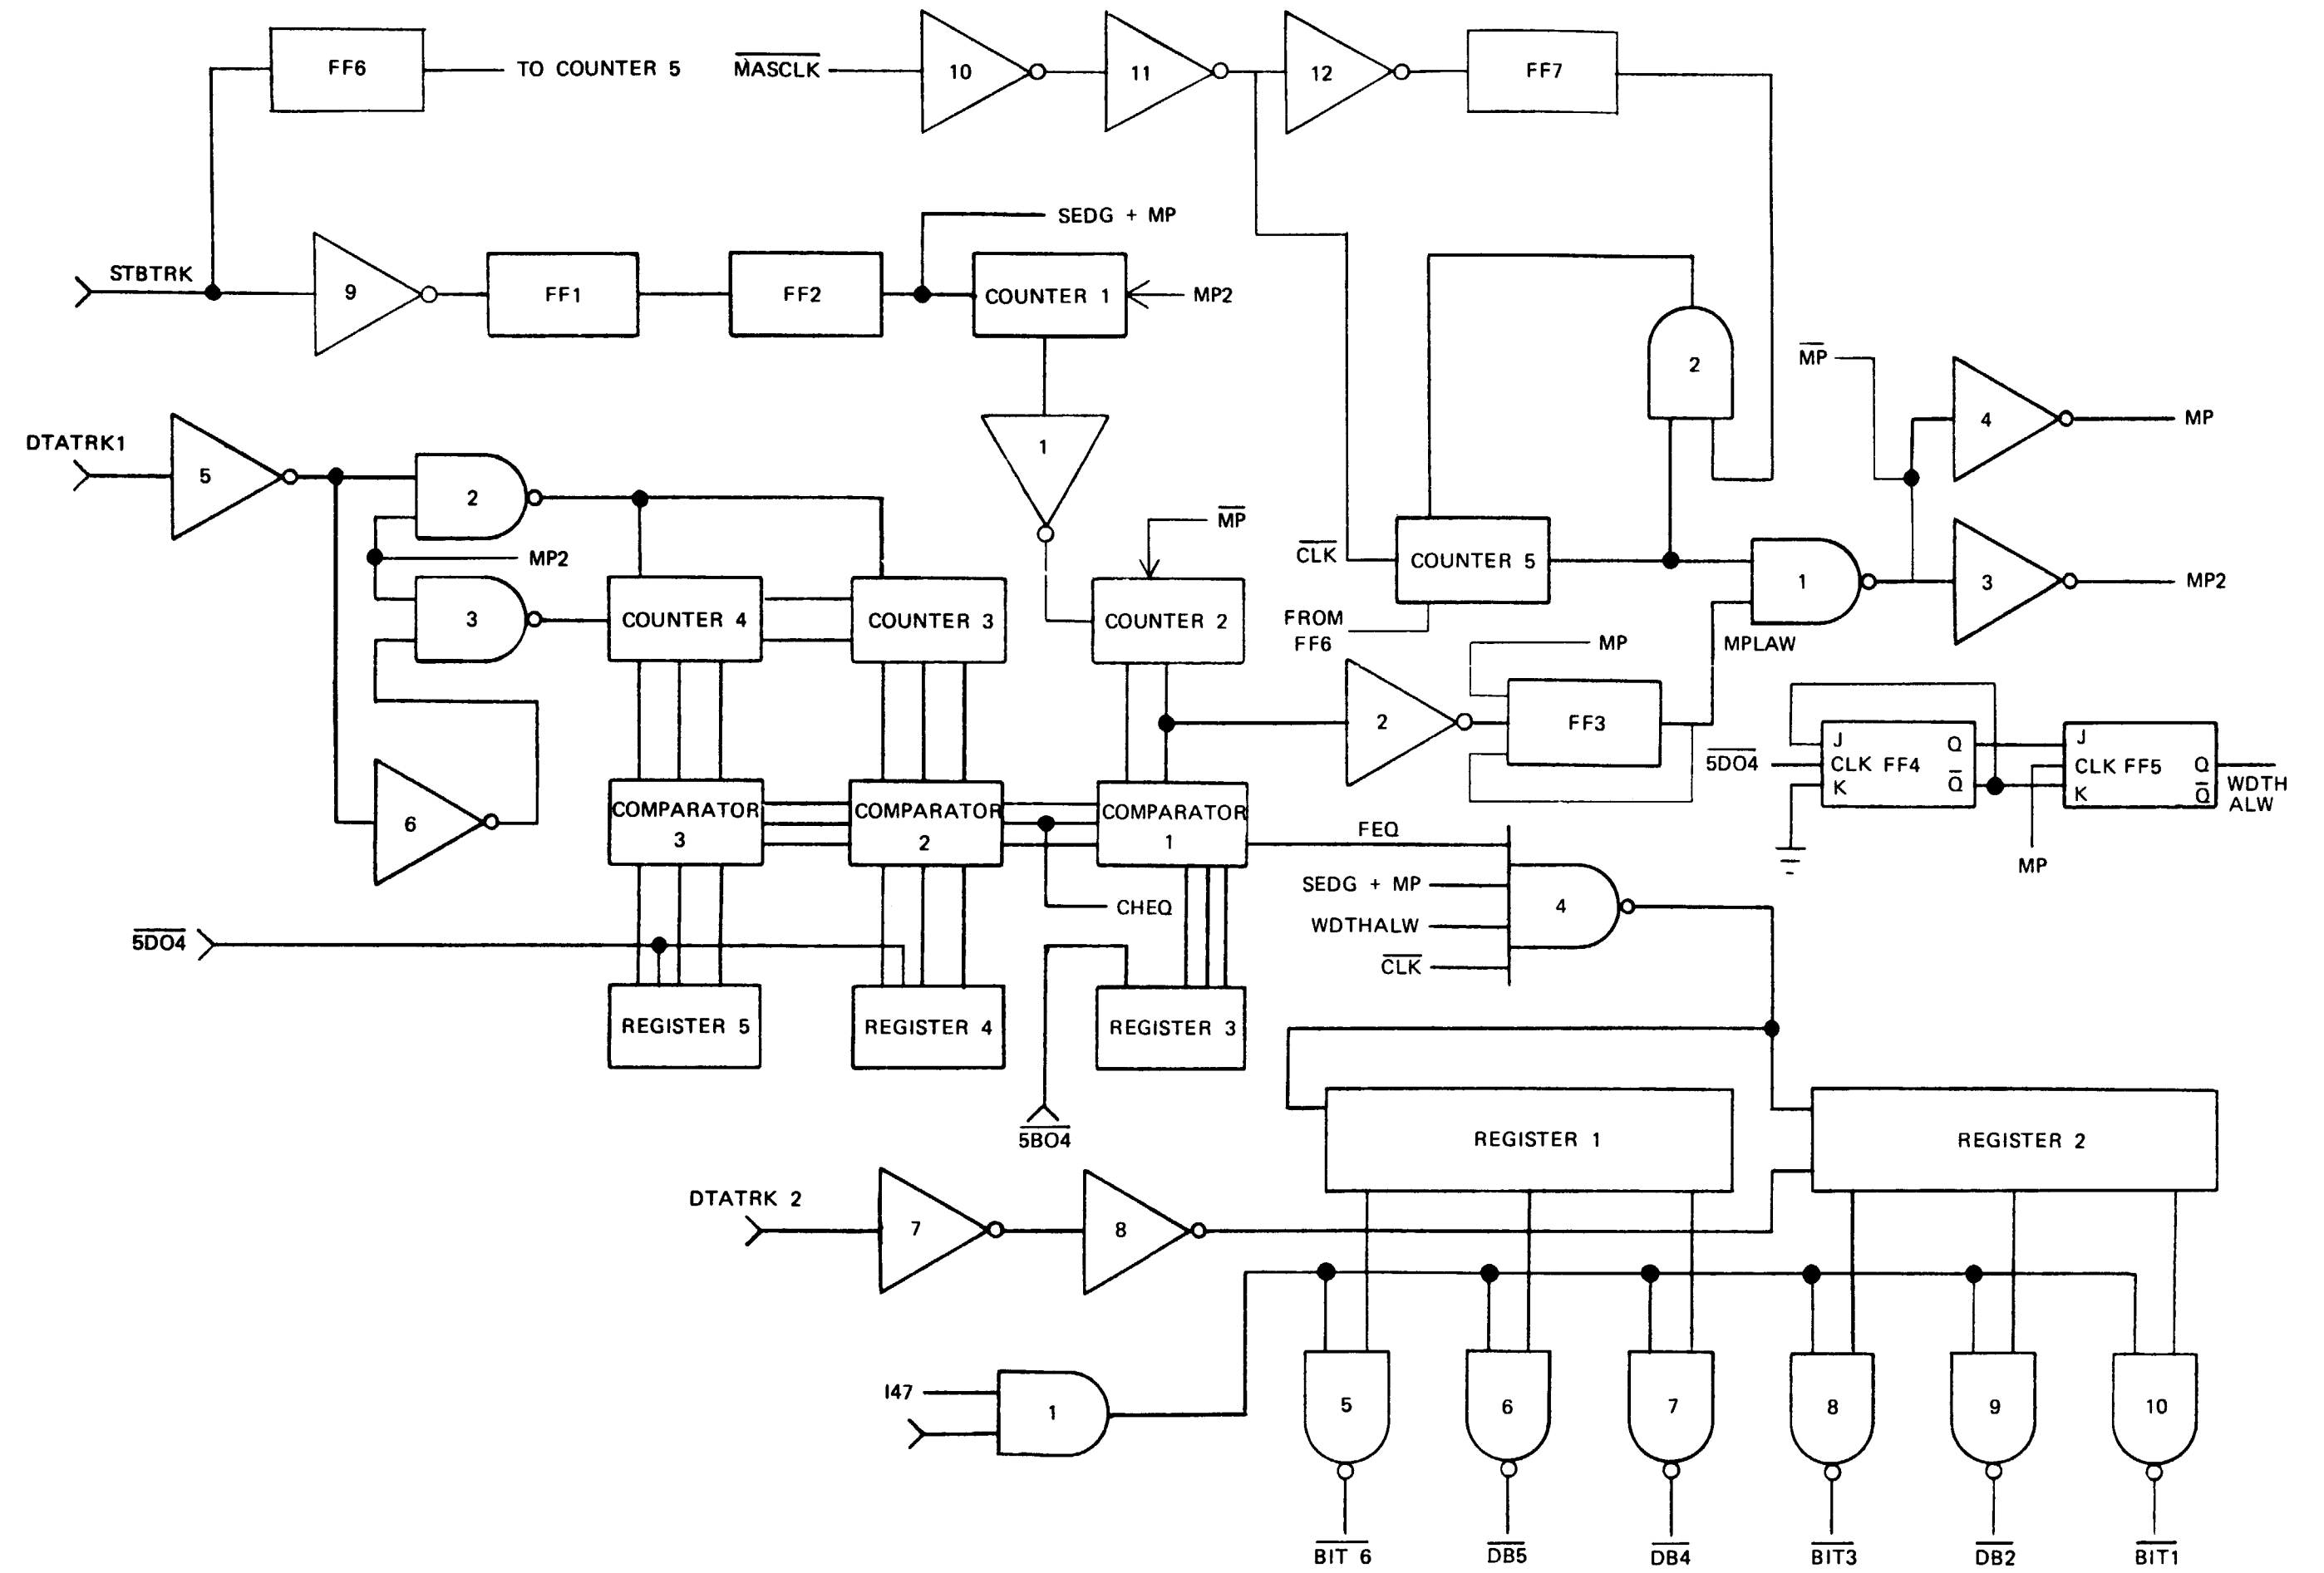 FF6
TO COUNTER 5
MASCLK
10
11
12
FF7
SEDG + MP
STBTRK
9
FF1
FF2
COUNTER 1
MP2
2
MP
4
MP
DTATRK1
5
2
1
MP2
MP
CLK
COUNTER 5
1
3
MP2
3
COUNTER 4
COUNTER 3
COUNTER 2
FROM
FF6
MP
MPLAW
2
FF3
5DO4
J
Q
CLK FF4
K
Q
J
CLK FF5
Q
K
Q
WDTH
ALW
MP
6
COMPARATOR
3
COMPARATOR
2
COMPARATOR
1
FEQ
SEDG + MP
WDTHALW
CLK
4
CHEQ
5DO4
REGISTER 5
REGISTER 4
REGISTER 3
5BO4
REGISTER 1
REGISTER 2
DTATRK 2
7
8
I47
1
5
6
7
8
9
10
BIT 6
DB5
DB4
BIT3
DB2
BIT1